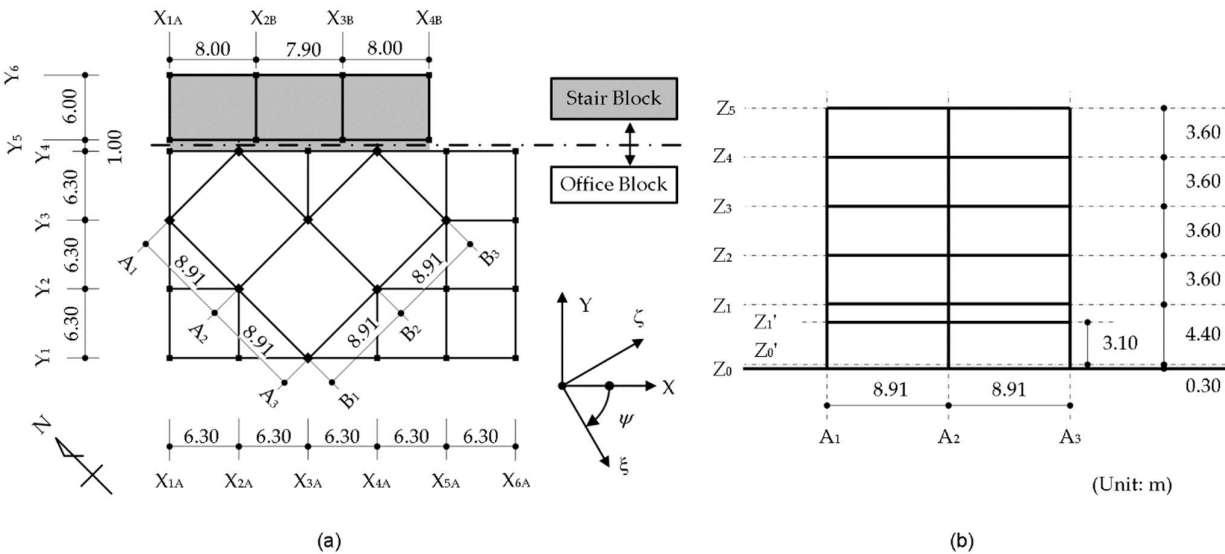 X1A X2B X3B X4B
8.00 7.90 8.00
Y6
6.00
Y5
1.00
Y4
6.30
Y3
6.30
Y2
6.30
Y1
Stair Block
Office Block
A1 8.91 A2 8.91 A3
B1 8.91 B2 8.91 B3
Y
ζ
X
ψ
ξ
N
6.30 6.30 6.30 6.30 6.30
X1A X2A X3A X4A X5A X6A
(a)
Z5
3.60
Z4
3.60
Z3
3.60
Z2
3.60
Z1
Z1'
3.10
4.40
Z0'
Z0
0.30
8.91 8.91
A1 A2 A3
(Unit: m)
(b)